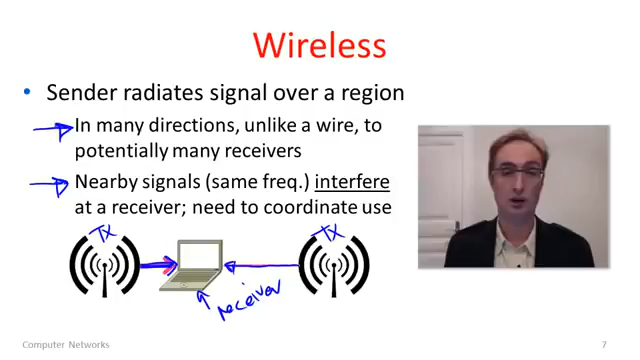 Wireless
• Sender radiates signal over a region
In many directions, unlike a wire, to
potentially many receivers
Nearby signals (same freq.) interfere
at a receiver; need to coordinate use
TX
TX
receiver
Computer Networks
7